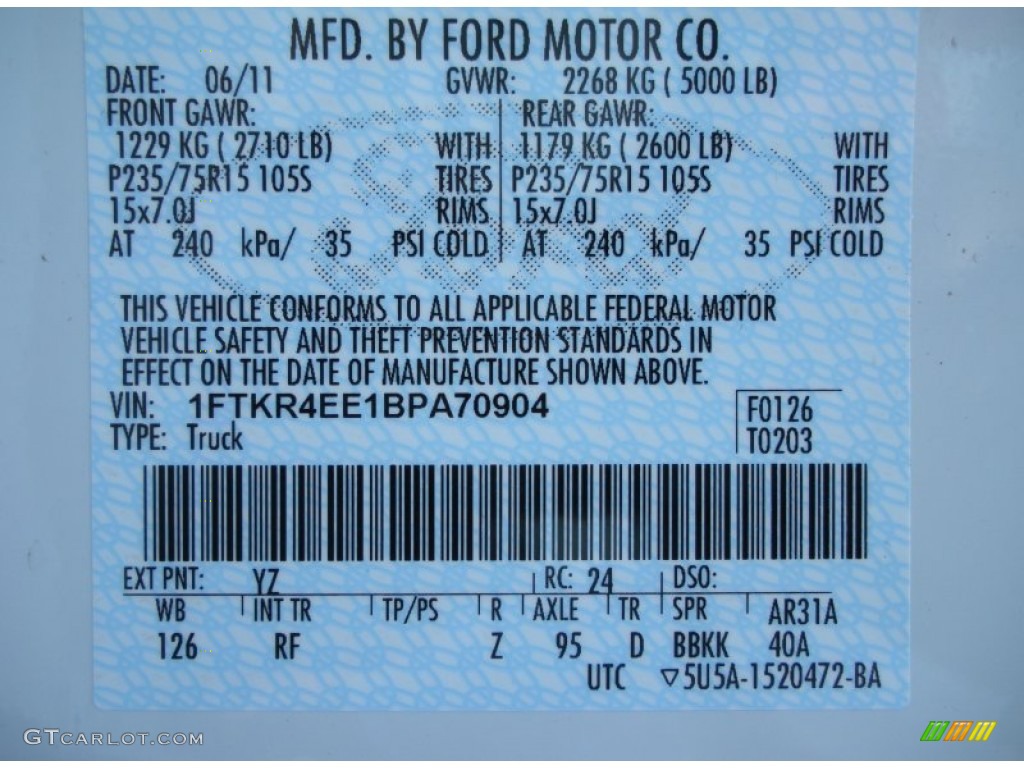 MFD. BY FORD MOTOR CO.
DATE: 06/11 GVWR: 2268 KG ( 5000 LB)
FRONT GAWR: REAR GAWR:
1229 KG ( 2710 LB) WITH 1179 KG ( 2600 LB) WITH
P235/75R15 105S TIRES P235/75R15 105S TIRES
15x7.0J RIMS 15x7.0J RIMS
AT 240 kPa/ 35 PSI COLD AT 240 kPa/ 35 PSI COLD
THIS VEHICLE CONFORMS TO ALL APPLICABLE FEDERAL MOTOR
VEHICLE SAFETY AND THEFT PREVENTION STANDARDS IN
EFFECT ON THE DATE OF MANUFACTURE SHOWN ABOVE.
VIN: 1FTKR4EE1BPA70904 F0126
TYPE: Truck T0203
EXT PNT: YZ RC: 24 DSO:
WB INT TR TP/PS R AXLE TR SPR AR31A
126 RF Z 95 D BBKK 40A
UTC ▽5U5A-1520472-BA
GTCARLOT.COM